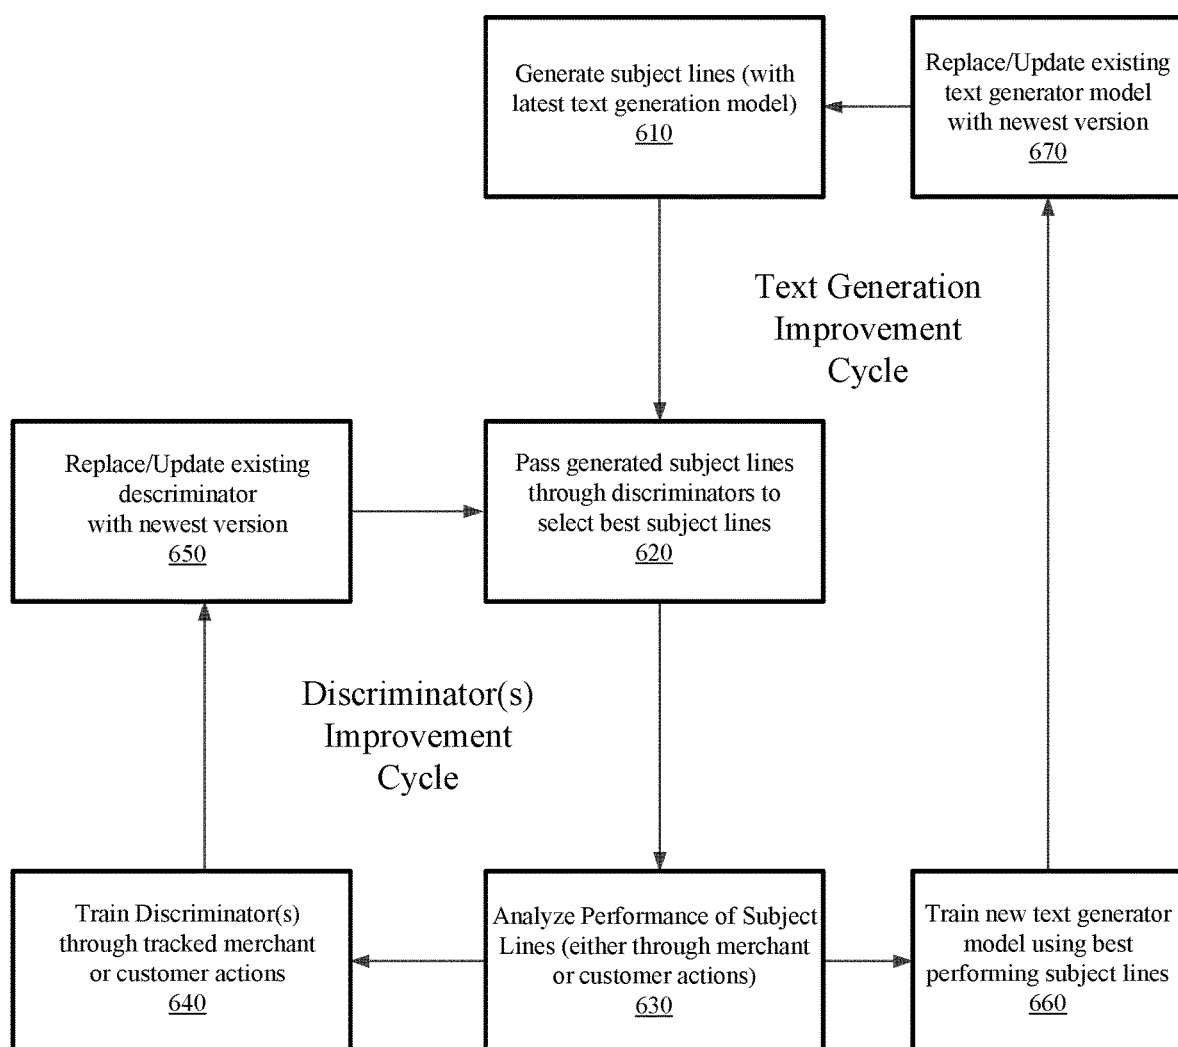 Generate subject lines (with
latest text generation model)
610
Replace/Update existing
text generator model
with newest version
670
Text Generation
Improvement
Cycle
Replace/Update existing
descriminator
with newest version
650
Pass generated subject lines
through discriminators to
select best subject lines
620
Discriminator(s)
Improvement
Cycle
Train Discriminator(s)
through tracked merchant
or customer actions
640
Analyze Performance of Subject
Lines (either through merchant
or customer actions)
630
Train new text generator
model using best
performing subject lines
660